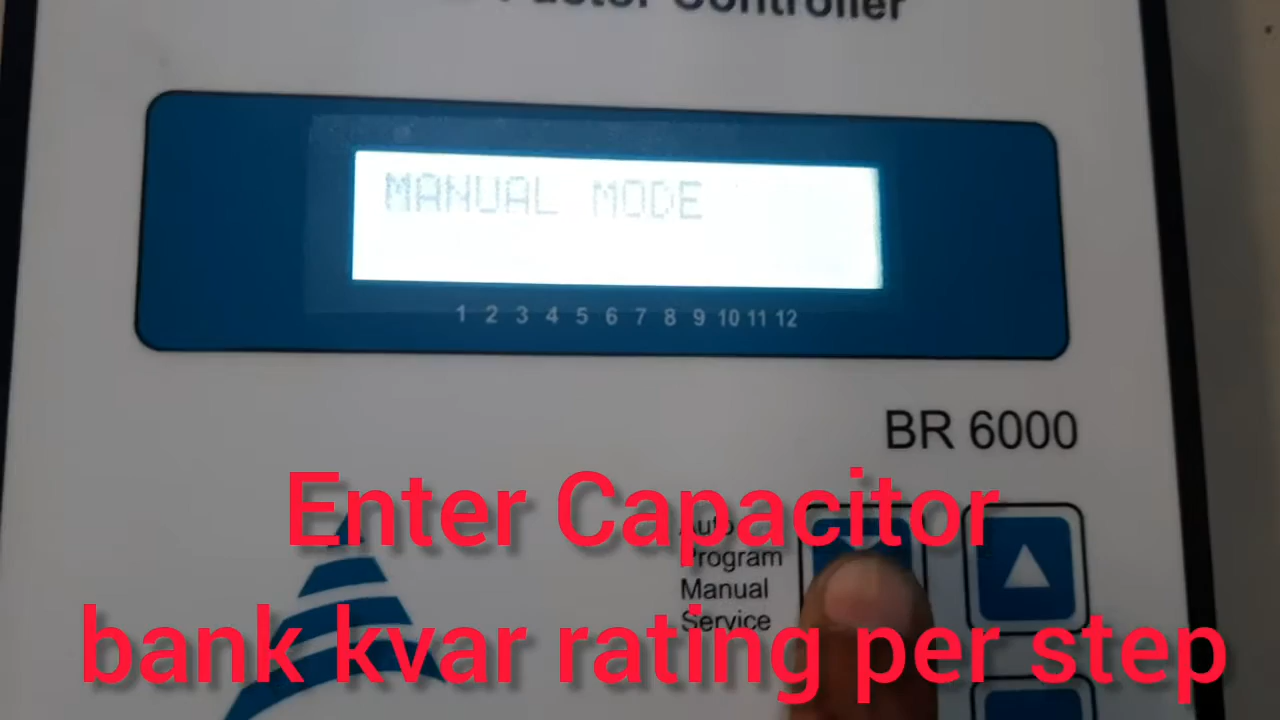 Factor Controller
MANUAL MODE
1 2 3 4 5 6 7 8 9 10 11 12
BR 6000
Enter Capacitor
bank kvar rating per step
Auto
Program
Manual
Service